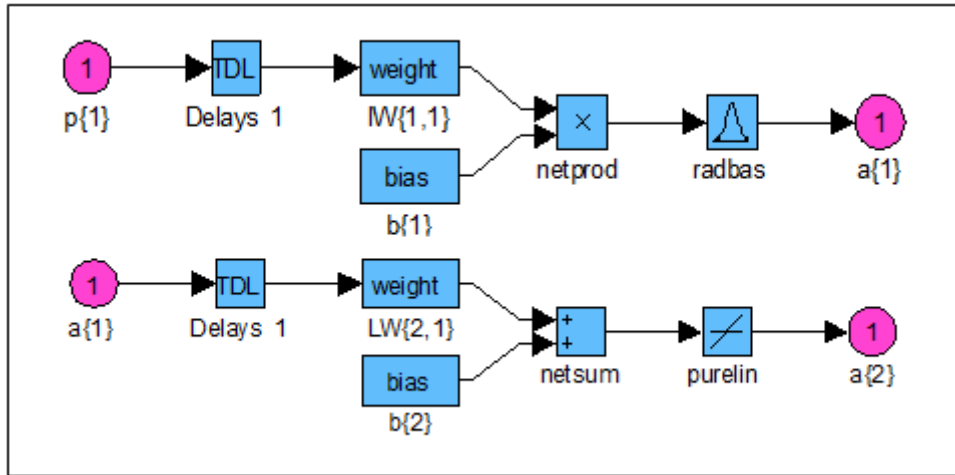 1 TDL weight
p{1} Delays 1 IW{1,1}
× 1
bias netprod radbas a{1}
b{1}
1 TDL weight
a{1} Delays 1 LW{2,1}
+ 1
+
bias netsum purelin a{2}
b{2}